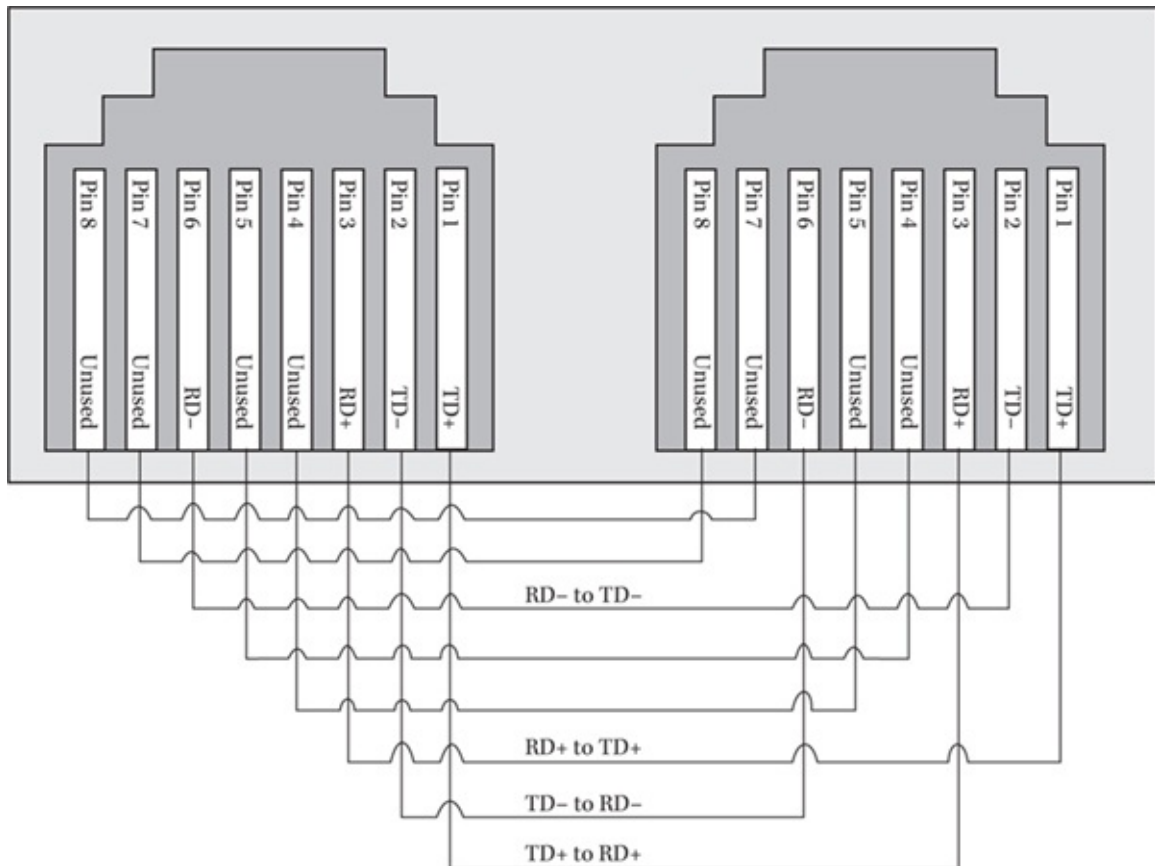 Pin 8 Unused
Pin 7 Unused
Pin 6 RD–
Pin 5 Unused
Pin 4 Unused
Pin 3 RD+
Pin 2 TD–
Pin 1 TD+
Pin 8 Unused
Pin 7 Unused
Pin 6 RD–
Pin 5 Unused
Pin 4 Unused
Pin 3 RD+
Pin 2 TD–
Pin 1 TD+
RD– to TD–
RD+ to TD+
TD– to RD–
TD+ to RD+